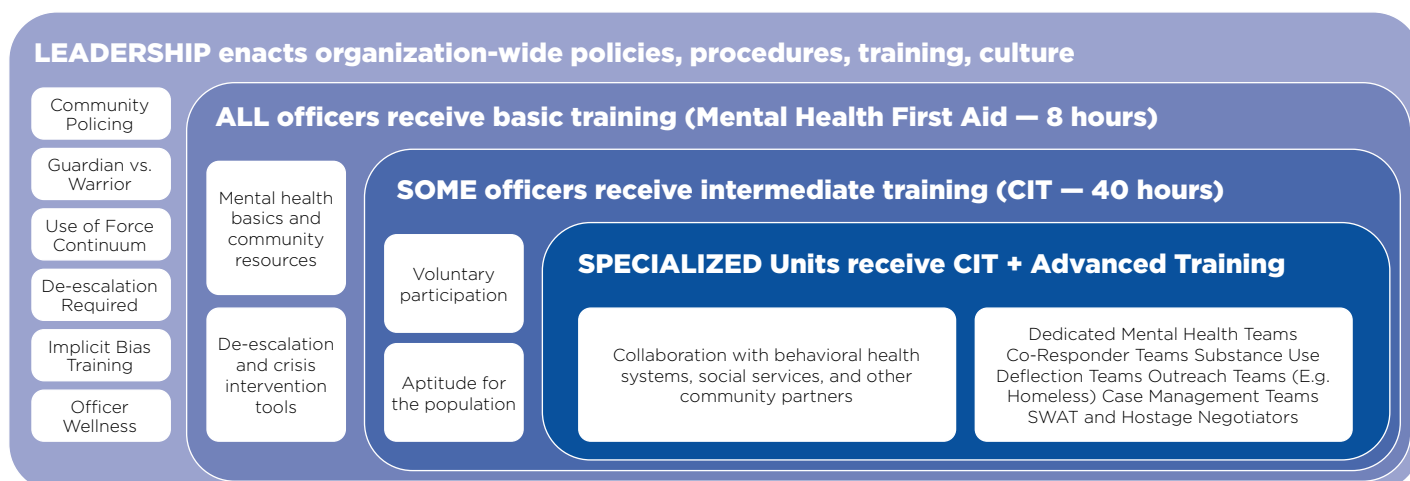 LEADERSHIP enacts organization-wide policies, procedures, training, culture
Community
Policing
Guardian vs.
Warrior
Use of Force
Continuum
De-escalation
Required
Implicit Bias
Training
Officer
Wellness
ALL officers receive basic training (Mental Health First Aid — 8 hours)
Mental health
basics and
community
resources
De-escalation
and crisis
intervention
tools
SOME officers receive intermediate training (CIT — 40 hours)
Voluntary
participation
Aptitude for
the population
SPECIALIZED Units receive CIT + Advanced Training
Collaboration with behavioral health
systems, social services, and other
community partners
Dedicated Mental Health Teams
Co-Responder Teams Substance Use
Deflection Teams Outreach Teams (E.g.
Homeless) Case Management Teams
SWAT and Hostage Negotiators